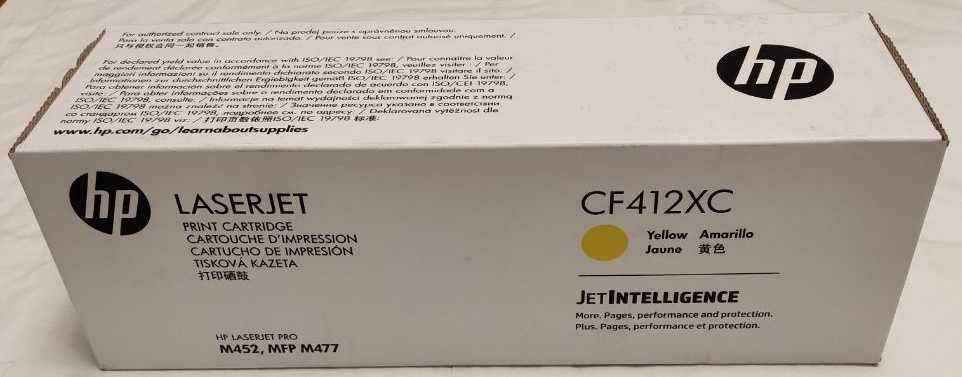 For authorized contract sale only. / Na prodej pouze s oprávněnou smlouvou.
Para la venta solo con contrato autorizado. / Pour vente sous contrat autorisé uniquement. /
只与授权合同一起销售。
For declared yield value in accordance with ISO/IEC 19798 see: / Pour connaître la valeur
de rendement déclarée conformément à la norme ISO/IEC 19798, veuillez visiter: / Per
maggiori informazioni su il rendimento dichiarato secondo ISO/IEC 19798 visitare il sito: /
Informationen zur durchschnittlichen Ergiebigkeit gemäß ISO/IEC 19798 erhalten Sie unter: /
Para obtener información sobre el rendimiento declarado de acuerdo con ISO/CEI 19798,
visite: / Para obter informações sobre o rendimento declarado em conformidade com a
ISO/IEC 19798, consulte: / Informacje na temat wydajności deklarowanej zgodnie z normą
ISO/IEC 19798 można znaleźć na stronie: / Значение ресурса указано в соответствии
со стандартом ISO/IEC 19798, подробнее см. по адресу: / Deklarovaná výtěžnost dle
normy ISO/IEC 19798 viz: / 打印页数依照ISO/IEC 19798 标准:
www.hp.com/go/learnaboutsupplies
hp
hp
LASERJET
PRINT CARTRIDGE
CARTOUCHE D'IMPRESSION
CARTUCHO DE IMPRESIÓN
TISKOVÁ KAZETA
打印硒鼓
HP LASERJET PRO
M452, MFP M477
CF412XC
Yellow Amarillo
Jaune 黄色
JETINTELLIGENCE
More. Pages, performance and protection.
Plus. Pages, performance et protection.